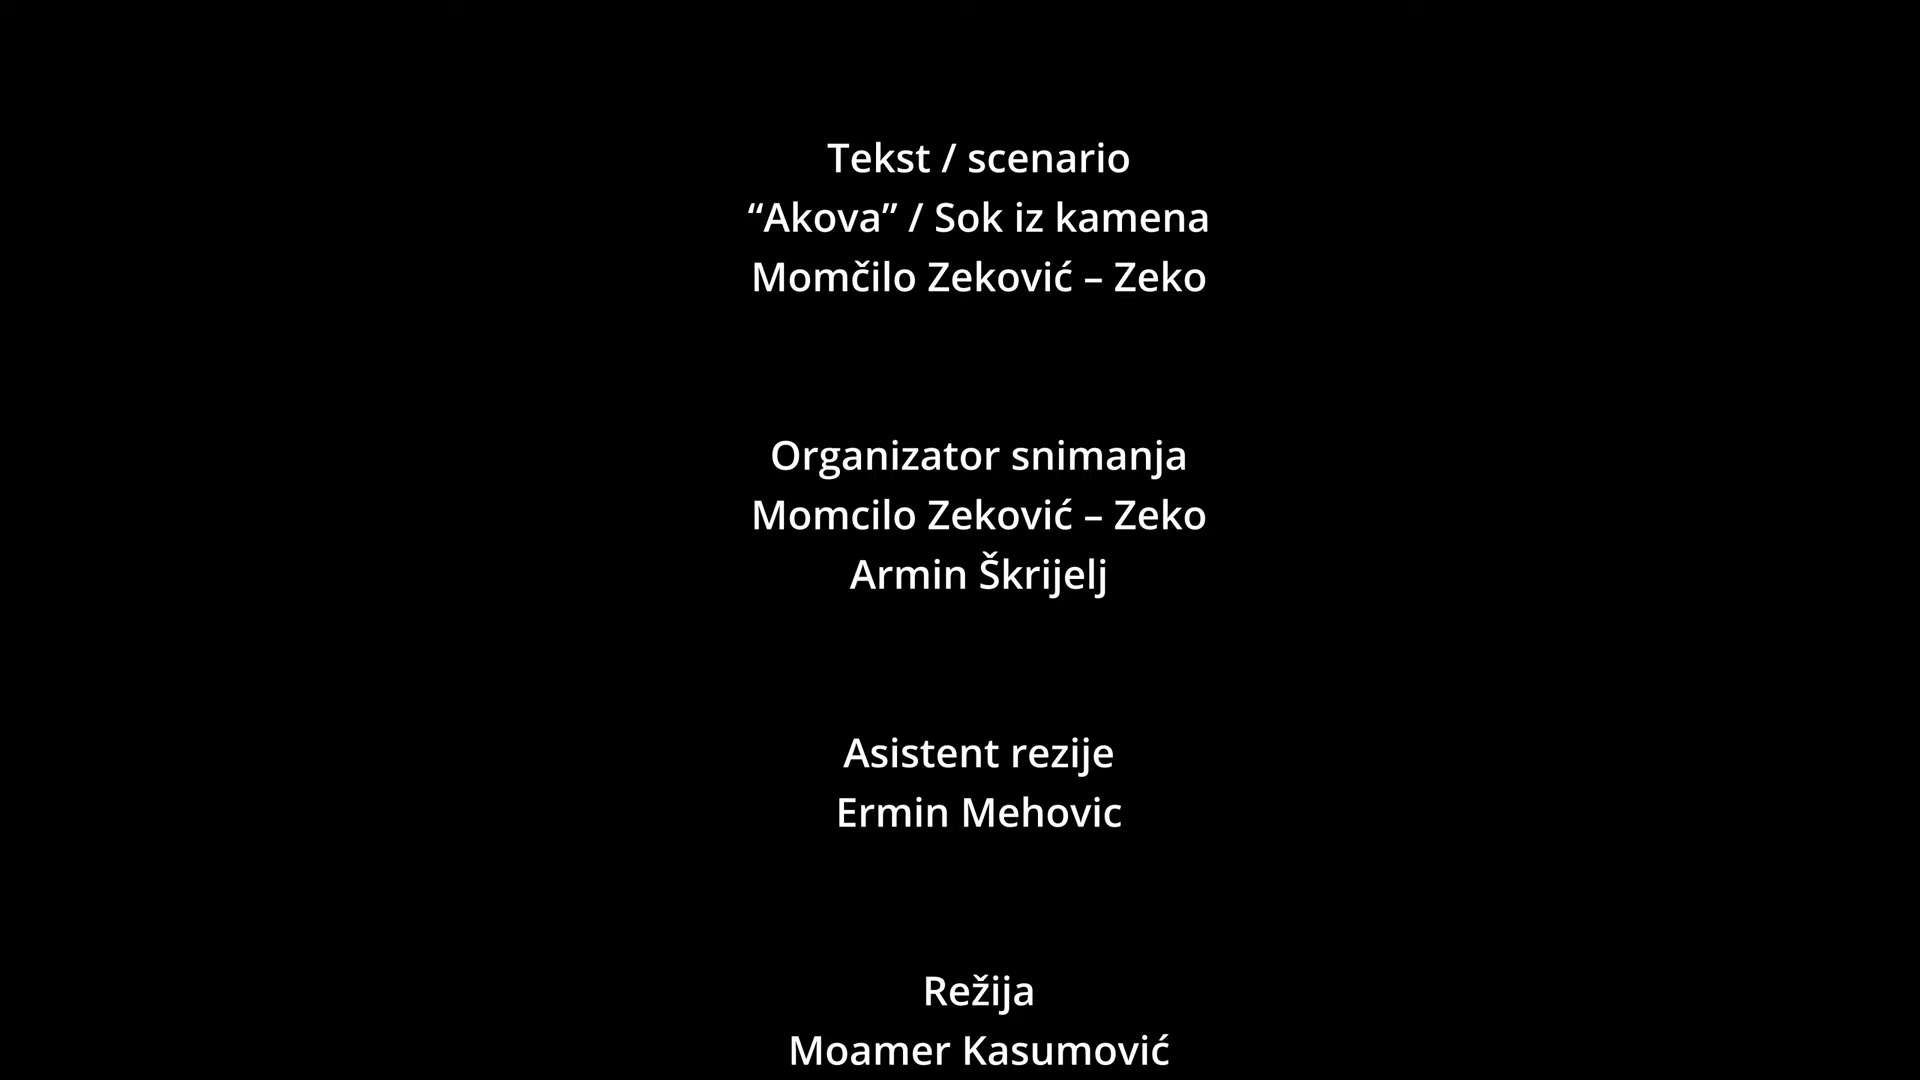 Tekst / scenario
“Akova” / Sok iz kamena
Momčilo Zeković – Zeko
Organizator snimanja
Momcilo Zeković – Zeko
Armin Škrijelj
Asistent rezije
Ermin Mehovic
Režija
Moamer Kasumović